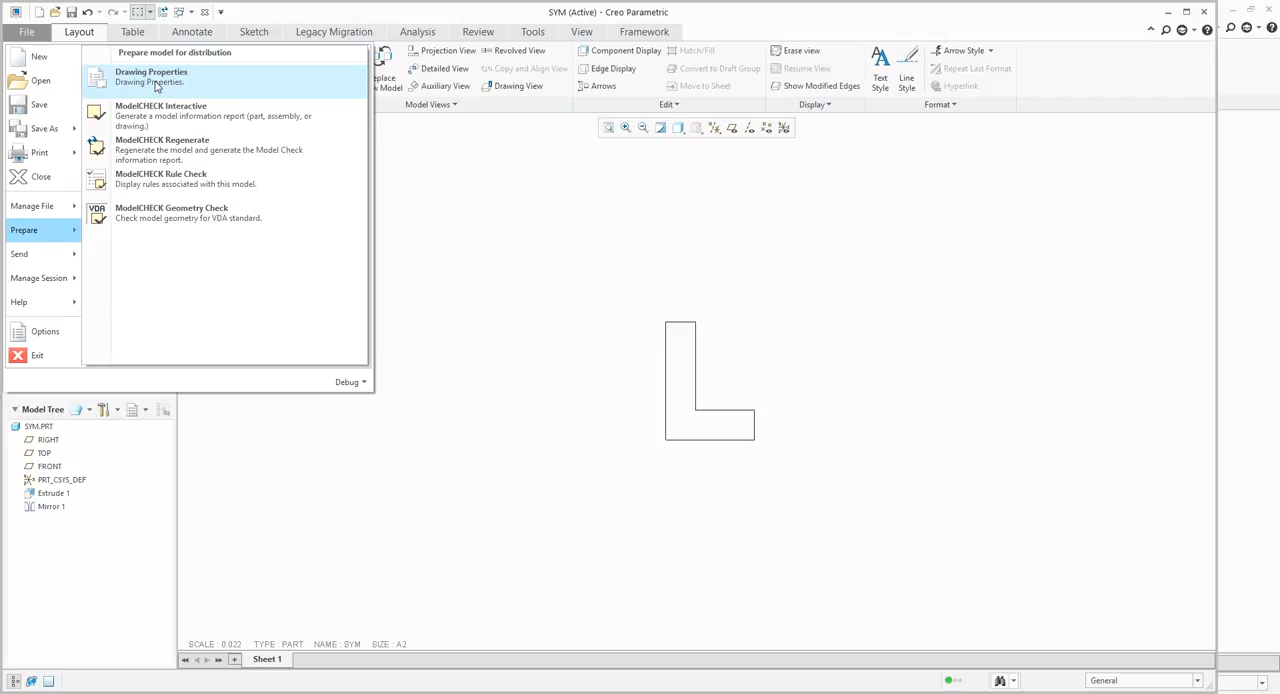 SYM (Active) - Creo Parametric
File Layout Table Annotate Sketch Legacy Migration Analysis Review Tools View Framework
New
Open
Save
Save As
Print
Close
Manage File
Prepare
Send
Manage Session
Help
Options
Exit
Prepare model for distribution
Drawing Properties
Drawing Properties.
ModelCHECK Interactive
Generate a model information report (part, assembly, or
drawing.)
ModelCHECK Regenerate
Regenerate the model and generate the Model Check
information report.
ModelCHECK Rule Check
Display rules associated with this model.
VDA
ModelCHECK Geometry Check
Check model geometry for VDA standard.
Debug
place
Model
Projection View
Detailed View
Auxiliary View
Revolved View
Copy and Align View
Drawing View
Model Views
Component Display
Edge Display
Arrows
Hatch/Fill
Convert to Draft Group
Move to Sheet
Edit
Erase view
Resume View
Show Modified Edges
Display
Text
Style
Line
Style
Arrow Style
Repeat Last Format
Hyperlink
Format
Model Tree
SYM.PRT
RIGHT
TOP
FRONT
PRT_CSYS_DEF
Extrude 1
Mirror 1
SCALE : 0.022 TYPE : PART NAME : SYM SIZE : A2
Sheet 1
General